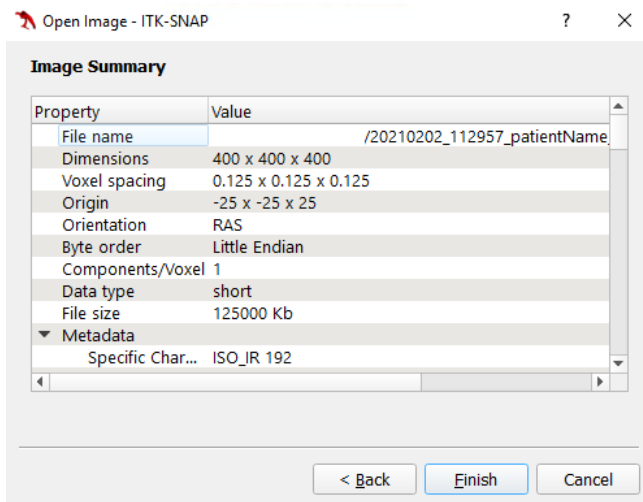 Open Image - ITK-SNAP
Image Summary
Property Value
File name /20210202_112957_patientName_
Dimensions 400 x 400 x 400
Voxel spacing 0.125 x 0.125 x 0.125
Origin -25 x -25 x 25
Orientation RAS
Byte order Little Endian
Components/Voxel 1
Data type short
File size 125000 Kb
Metadata
Specific Char... ISO_IR 192
< Back Finish Cancel